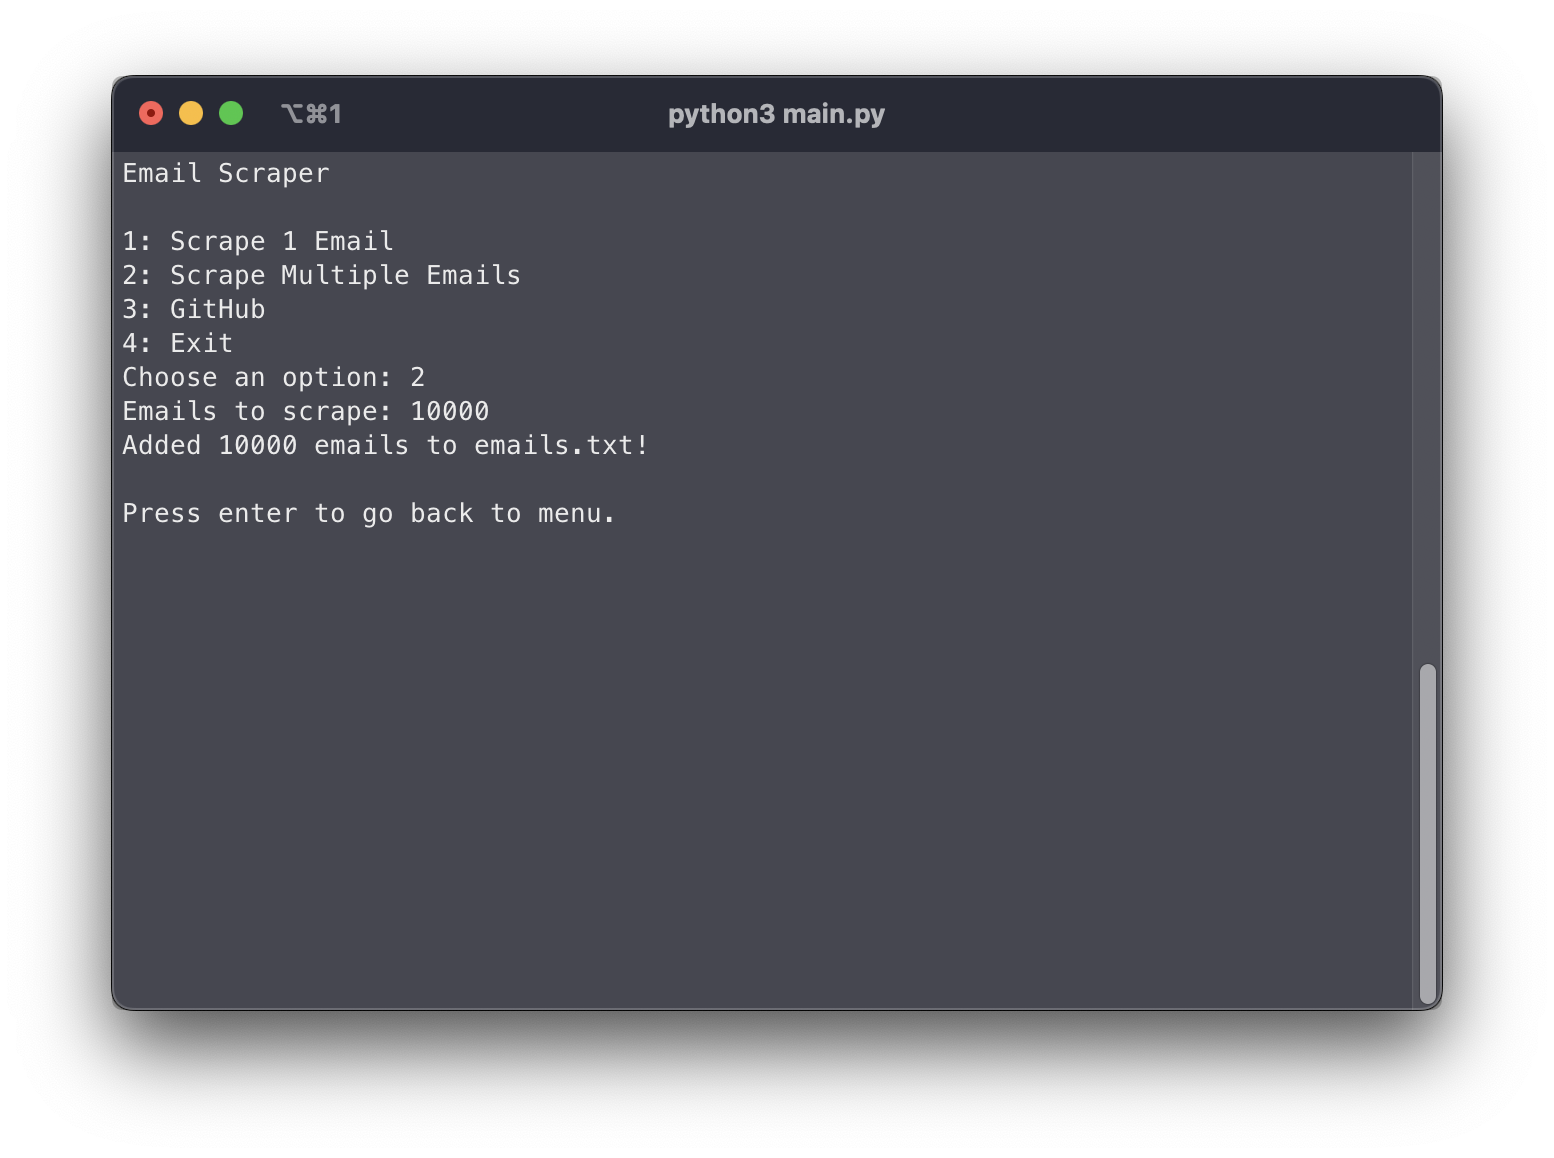 ⌥⌘1
python3 main.py
Email Scraper
1: Scrape 1 Email
2: Scrape Multiple Emails
3: GitHub
4: Exit
Choose an option: 2
Emails to scrape: 10000
Added 10000 emails to emails.txt!
Press enter to go back to menu.